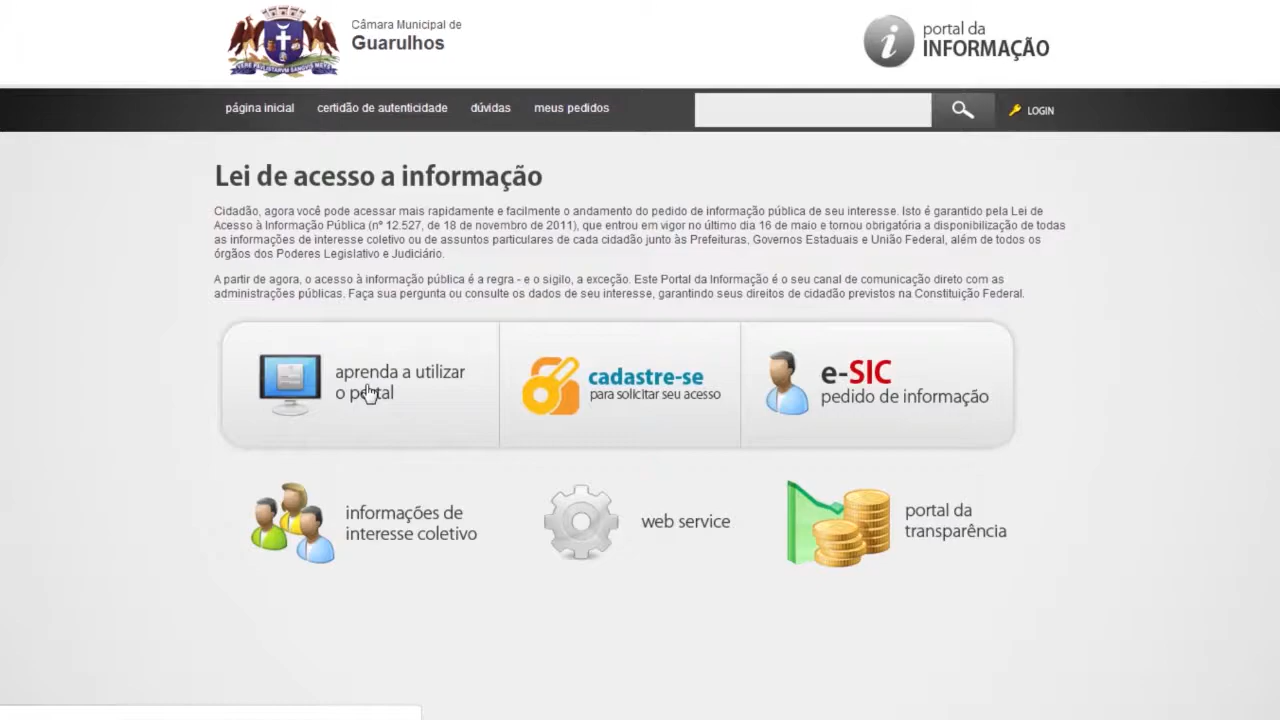 Câmara Municipal de
Guarulhos
portal da
INFORMAÇÃO
página inicial certidão de autenticidade dúvidas meus pedidos LOGIN
Lei de acesso a informação
Cidadão, agora você pode acessar mais rapidamente e facilmente o andamento do pedido de informação pública de seu interesse. Isto é garantido pela Lei de
Acesso à Informação Pública (nº 12.527, de 18 de novembro de 2011), que entrou em vigor no último dia 16 de maio e tornou obrigatória a disponibilização de todas
as informações de interesse coletivo ou de assuntos particulares de cada cidadão junto às Prefeituras, Governos Estaduais e União Federal, além de todos os
órgãos dos Poderes Legislativo e Judiciário.
A partir de agora, o acesso à informação pública é a regra - e o sigilo, a exceção. Este Portal da Informação é o seu canal de comunicação direto com as
administrações públicas. Faça sua pergunta ou consulte os dados de seu interesse, garantindo seus direitos de cidadão previstos na Constituição Federal.
aprenda a utilizar
o portal
cadastre-se
para solicitar seu acesso
e-SIC
pedido de informação
informações de
interesse coletivo
web service
portal da
transparência